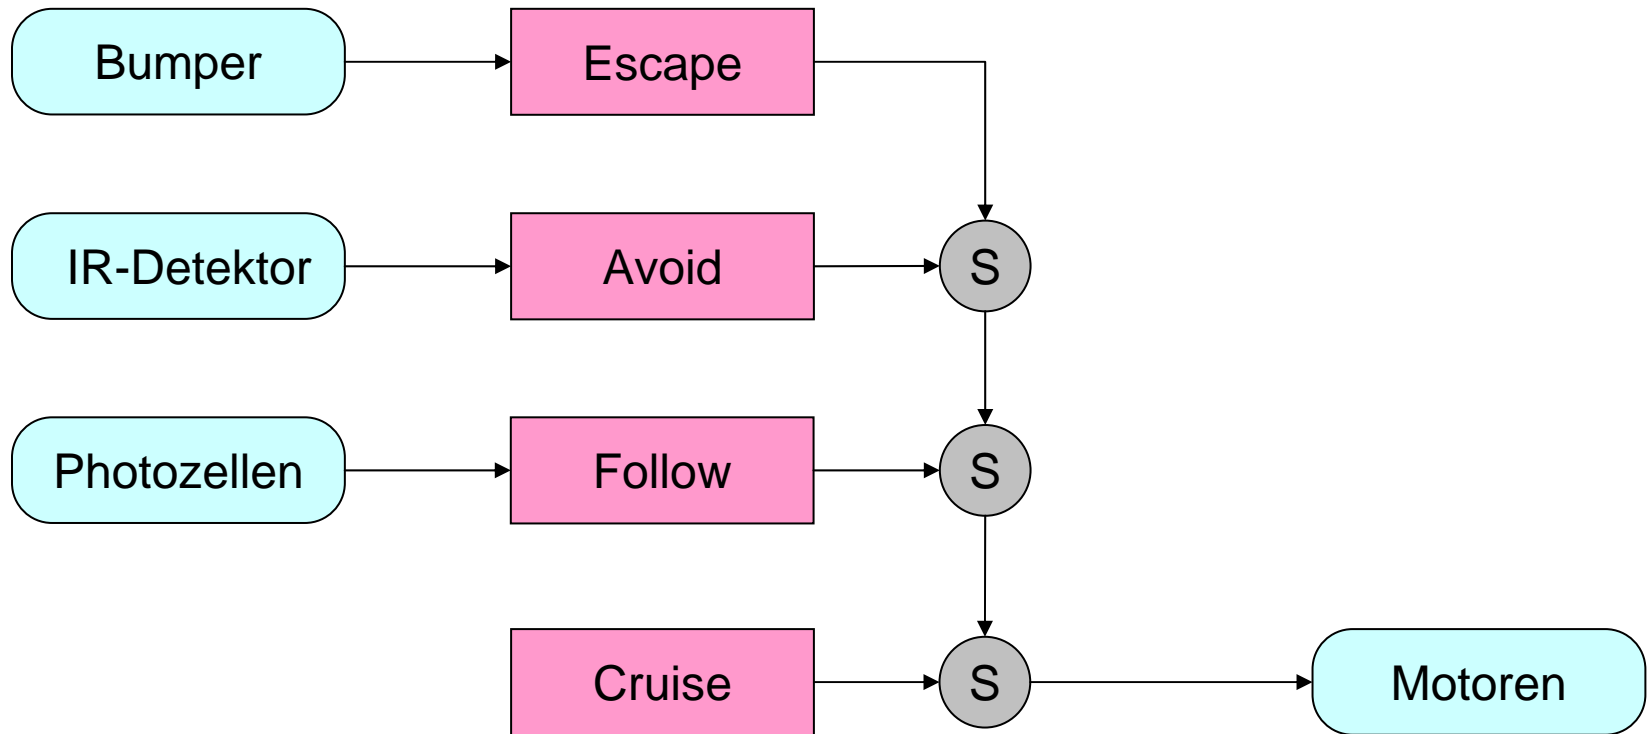 Bumper
Escape
IR-Detektor
Avoid
S
Photozellen
Follow
S
Cruise
S
Motoren